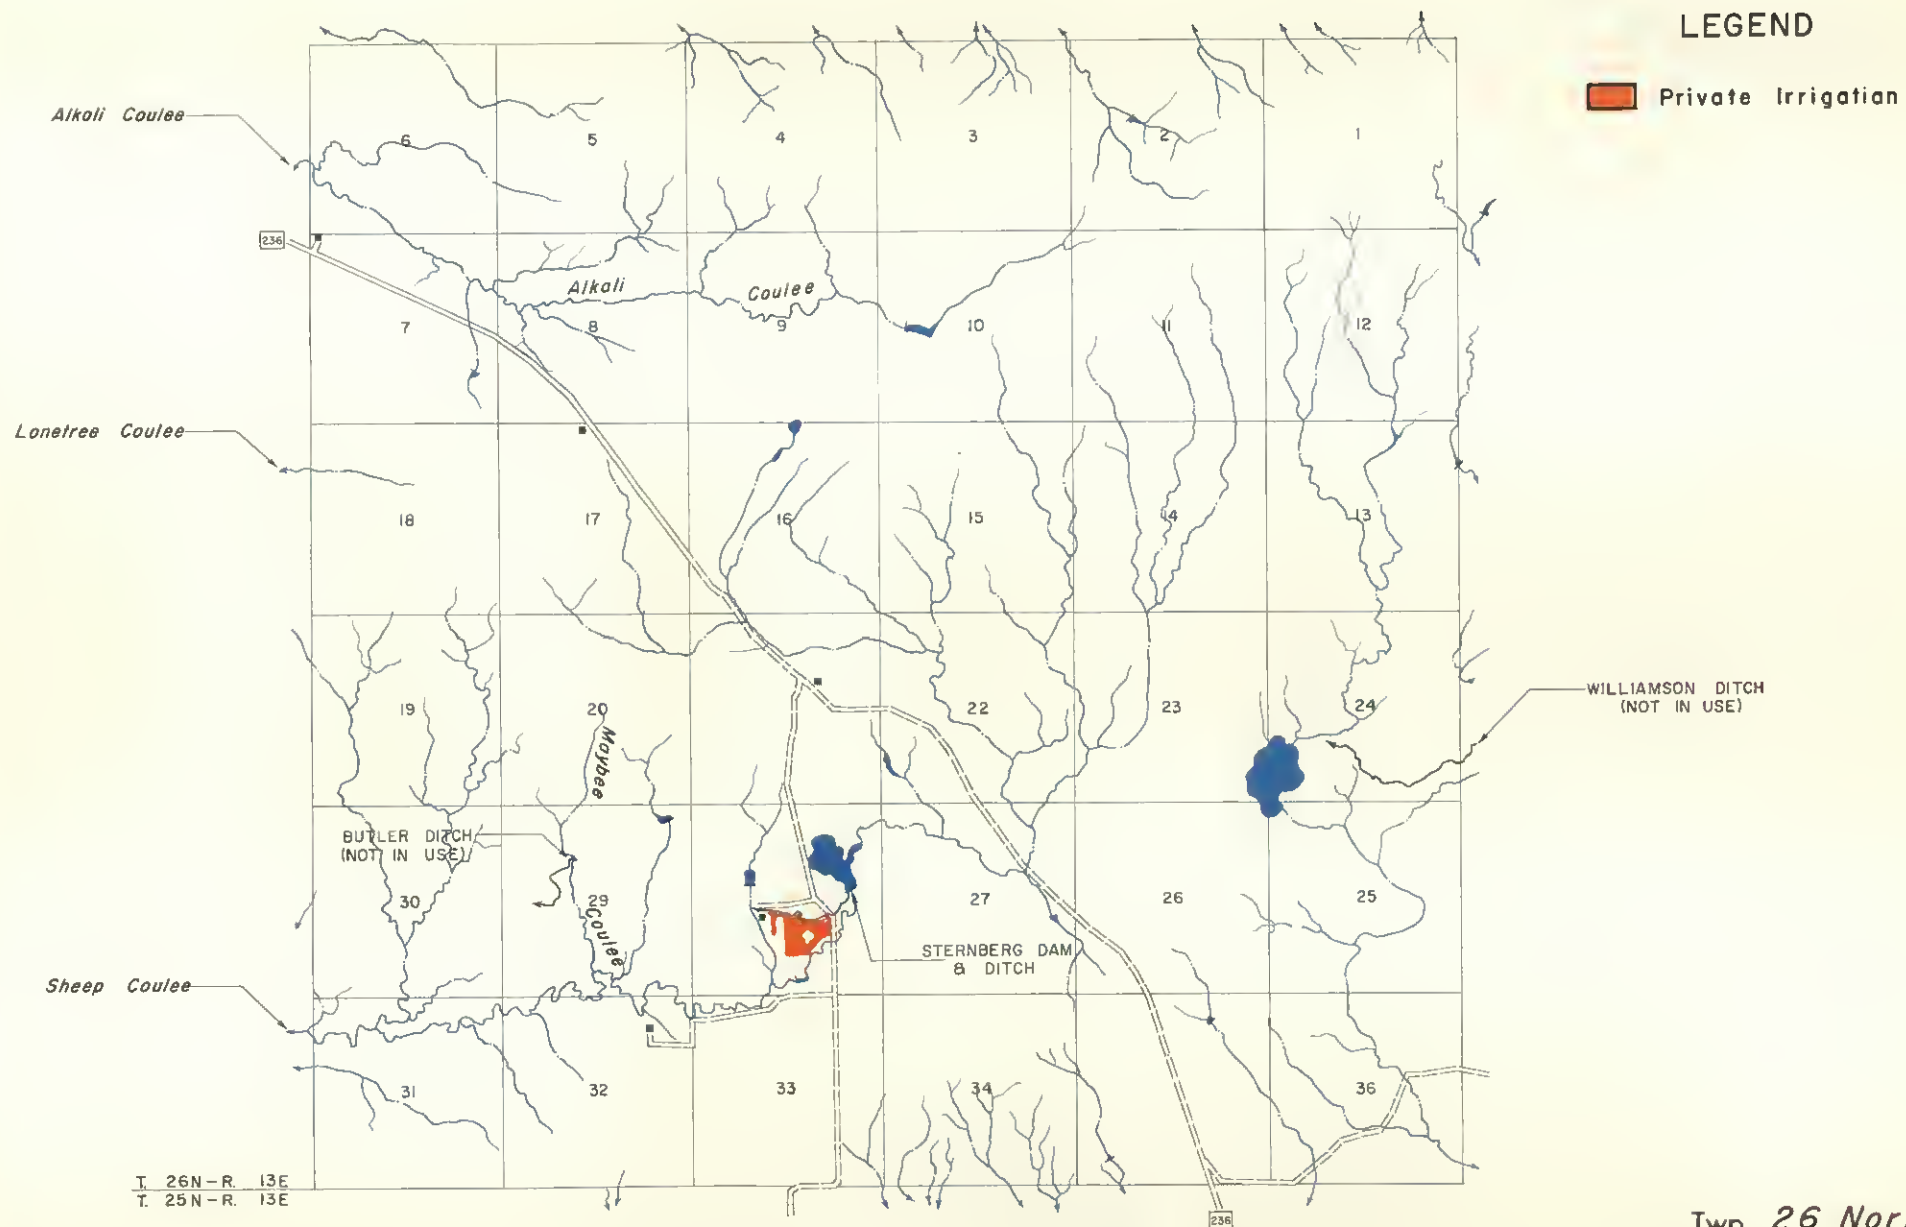 LEGEND
Private Irrigation
Alkali Coulee
6
5
4
3
2
1
236
Alkali
Coulee
7
8
9
10
11
12
Lonetree Coulee
18
17
16
15
14
13
WILLIAMSON DITCH
(NOT IN USE)
19
20
22
23
24
Maybee
Coulee
BUTLER DITCH
(NOT IN USE)
30
29
27
26
25
STERNBERG DAM
& DITCH
Sheep Coulee
31
32
33
34
36
T. 26N-R. 13E
T. 25N-R. 13E
236
Twp. 26 Nor